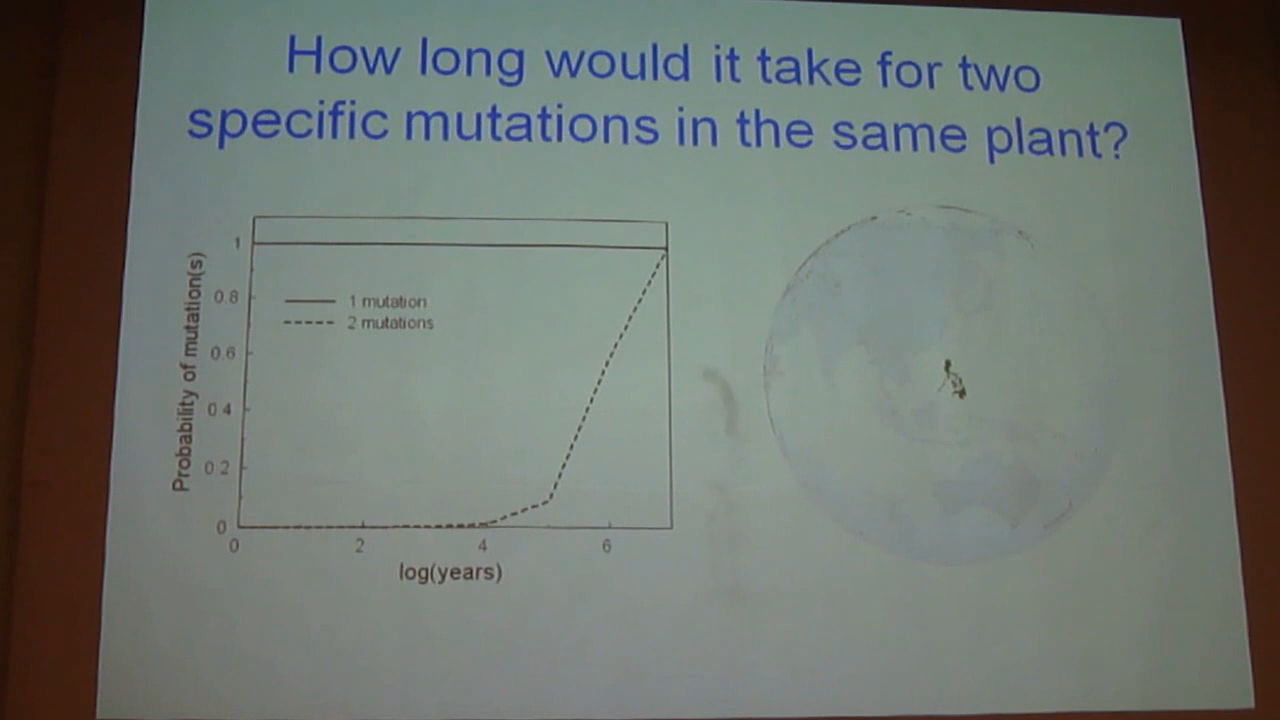 How long would it take for two
specific mutations in the same plant?
Probability of mutation(s)
1
0.8
0.6
0.4
0.2
0
1 mutation
2 mutations
0 2 4 6
log(years)